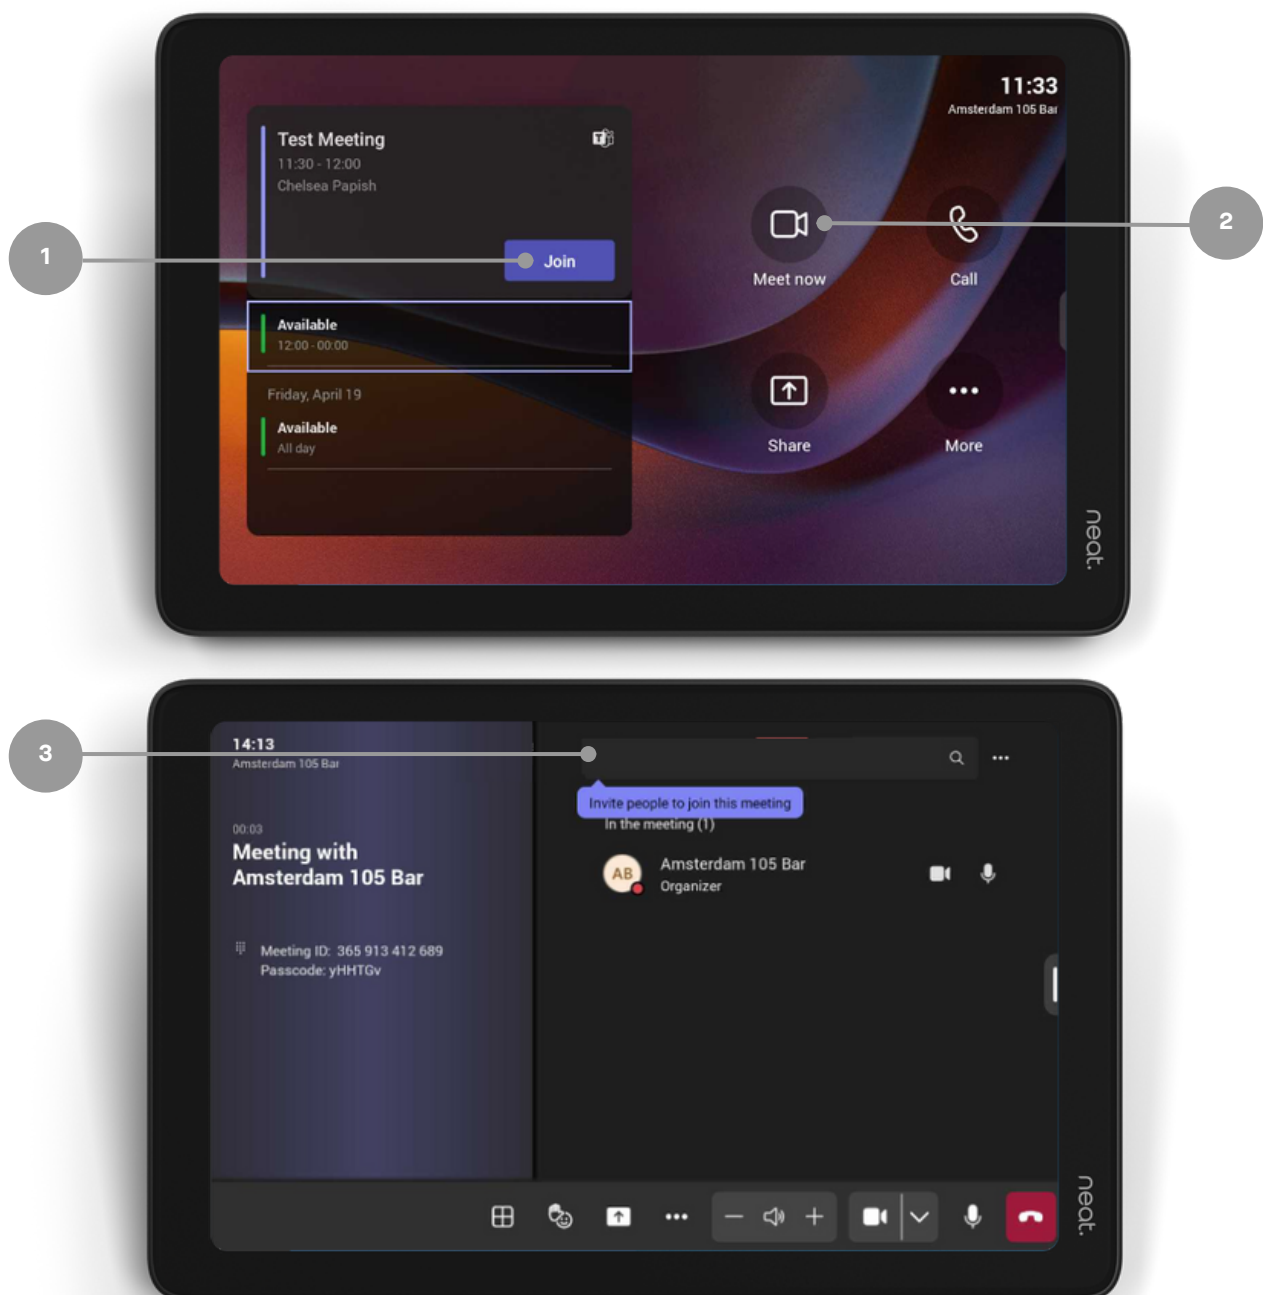 11:33
Amsterdam 105 Bar
Test Meeting
11:30 - 12:00
Chelsea Papish
1
Join
2
Meet now
Call
Available
12:00 - 00:00
Friday, April 19
Available
All day
Share
More
neat.
3
14:13
Amsterdam 105 Bar
Invite people to join this meeting
In the meeting (1)
00:03
Meeting with
Amsterdam 105 Bar
AB
Amsterdam 105 Bar
Organizer
Meeting ID: 365 913 412 689
Passcode: yHHTGv
neat.